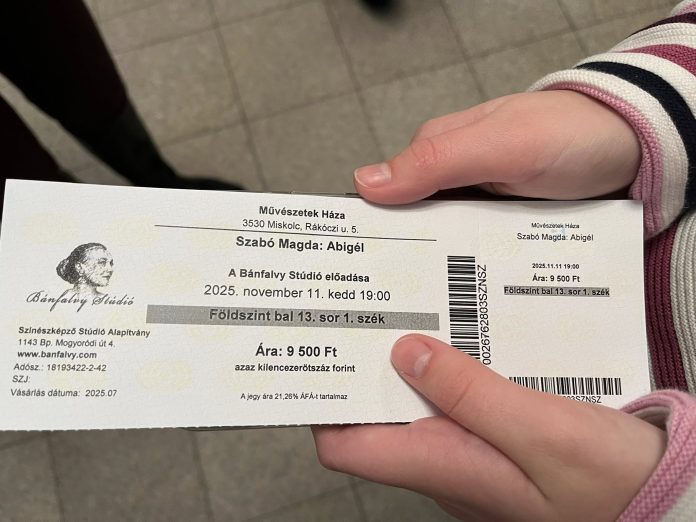 Művészetek Háza
3530 Miskolc, Rákóczi u. 5.
Szabó Magda: Abigél
A Bánfalvy Stúdió előadása
2025. november 11. kedd 19:00
Földszint bal 13. sor 1. szék
Ára: 9 500 Ft
azaz kilencezerötszáz forint
A jegy ára 21,26% ÁFÁ-t tartalmaz
Bánfalvy Stúdió
Színészképző Stúdió Alapítvány
1143 Bp. Mogyoródi út 4.
www.banfalvy.com
Adósz.: 18193422-2-42
SZJ:
Vásárlás dátuma: 2025.07
0026762803SZNSZ
Művészetek Háza
Szabó Magda: Abigél
2025.11.11 19:00
Ára: 9 500 Ft
Földszint bal 13. sor 1. szék